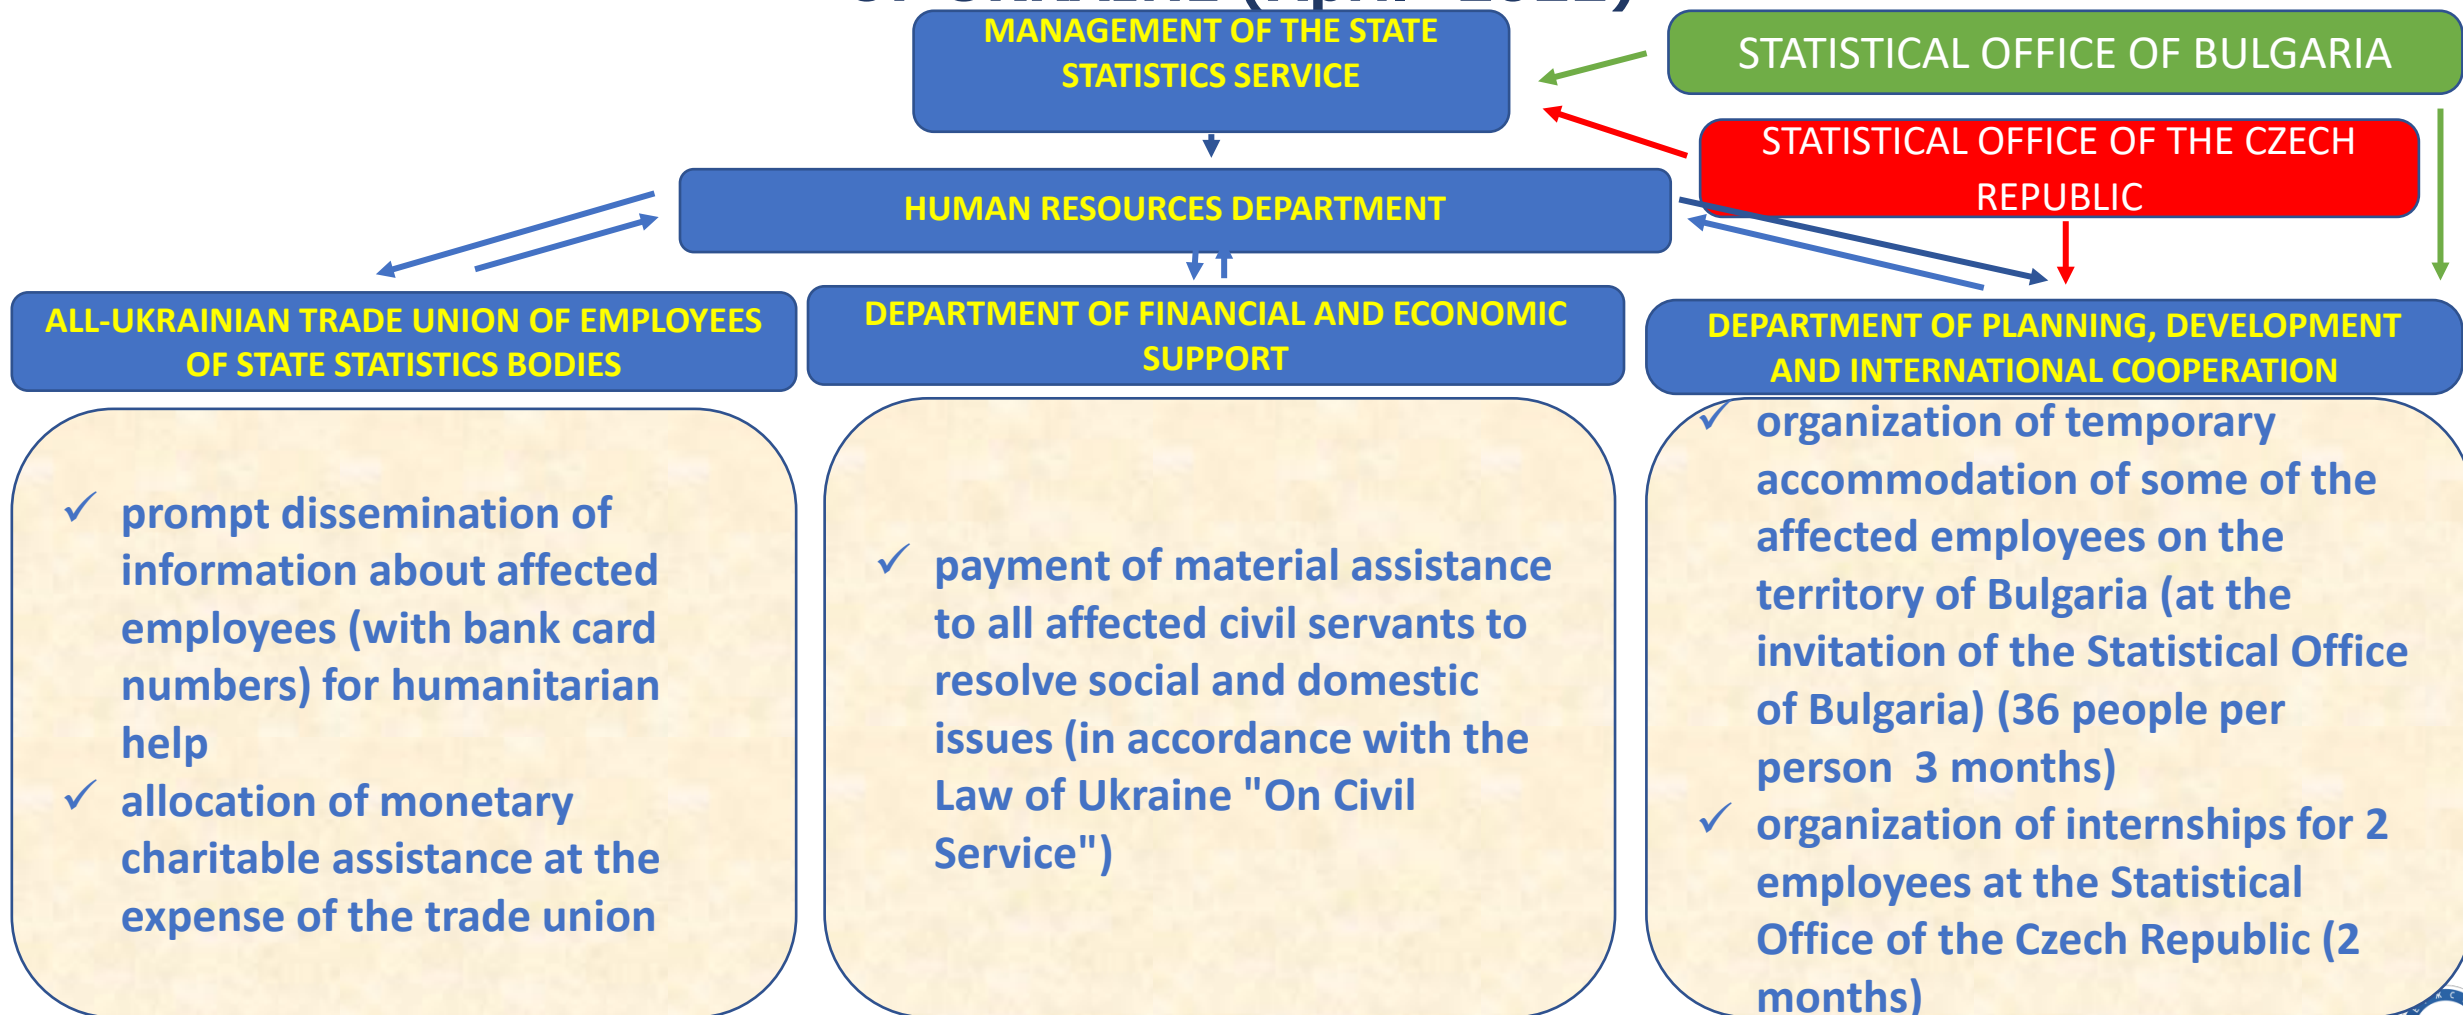 OF UKRAINE (April 2022)
MANAGEMENT OF THE STATE
STATISTICS SERVICE
STATISTICAL OFFICE OF BULGARIA
STATISTICAL OFFICE OF THE CZECH
REPUBLIC
HUMAN RESOURCES DEPARTMENT
ALL-UKRAINIAN TRADE UNION OF EMPLOYEES
OF STATE STATISTICS BODIES
DEPARTMENT OF FINANCIAL AND ECONOMIC
SUPPORT
DEPARTMENT OF PLANNING, DEVELOPMENT
AND INTERNATIONAL COOPERATION
✓ prompt dissemination of
information about affected
employees (with bank card
numbers) for humanitarian
help
✓ allocation of monetary
charitable assistance at the
expense of the trade union
✓ payment of material assistance
to all affected civil servants to
resolve social and domestic
issues (in accordance with the
Law of Ukraine "On Civil
Service")
✓ organization of temporary
accommodation of some of the
affected employees on the
territory of Bulgaria (at the
invitation of the Statistical Office
of Bulgaria) (36 people per
person 3 months)
✓ organization of internships for 2
employees at the Statistical
Office of the Czech Republic (2
months)